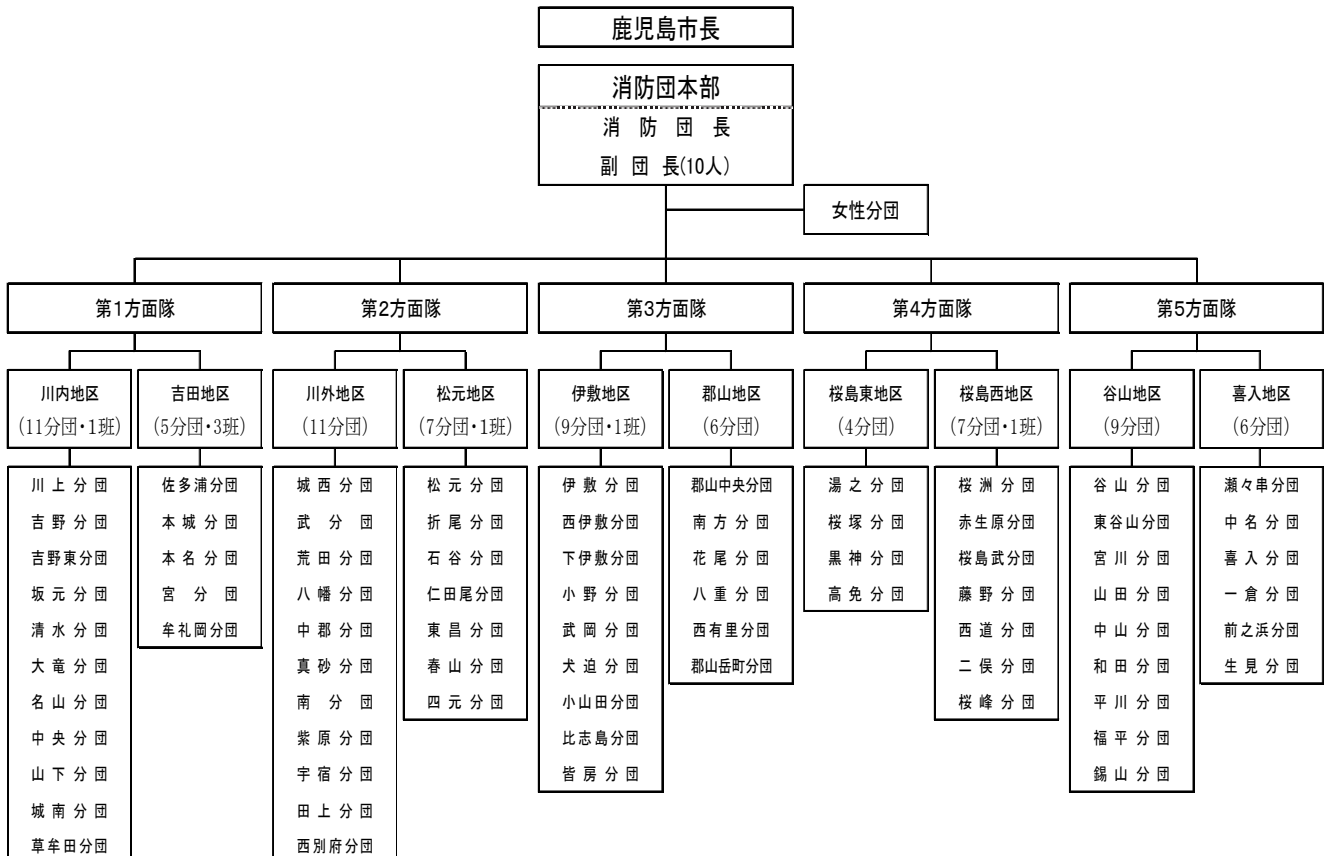 鹿児島市長
消防団本部
消防団長
副団長(10人)
女性分団
第1方面隊
第2方面隊
第3方面隊
第4方面隊
第5方面隊
川内地区
(11分団・1班)
吉田地区
(5分団・3班)
川外地区
(11分団)
松元地区
(7分団・1班)
伊敷地区
(9分団・1班)
郡山地区
(6分団)
桜島東地区
(4分団)
桜島西地区
(7分団・1班)
谷山地区
(9分団)
喜入地区
(6分団)
川上分団
吉野分団
吉野東分団
坂元分団
清水分団
大竜分団
名山分団
中央分団
山下分団
城南分団
草牟田分団
佐多浦分団
本城分団
本名分団
宮分団
牟礼岡分団
城西分団
武分団
荒田分団
八幡分団
中郡分団
真砂分団
南分団
紫原分団
宇宿分団
田上分団
西別府分団
松元分団
折尾分団
石谷分団
仁田尾分団
東昌分団
春山分団
四元分団
伊敷分団
西伊敷分団
下伊敷分団
小野分団
武岡分団
犬迫分団
小山田分団
比志島分団
皆房分団
郡山中央分団
南方分団
花尾分団
八重分団
西有里分団
郡山岳町分団
湯之分団
桜塚分団
黒神分団
高免分団
桜洲分団
赤生原分団
桜島武分団
藤野分団
西道分団
二俣分団
桜峰分団
谷山分団
東谷山分団
宮川分団
山田分団
中山分団
和田分団
平川分団
福平分団
錫山分団
瀬々串分団
中名分団
喜入分団
一倉分団
前之浜分団
生見分団